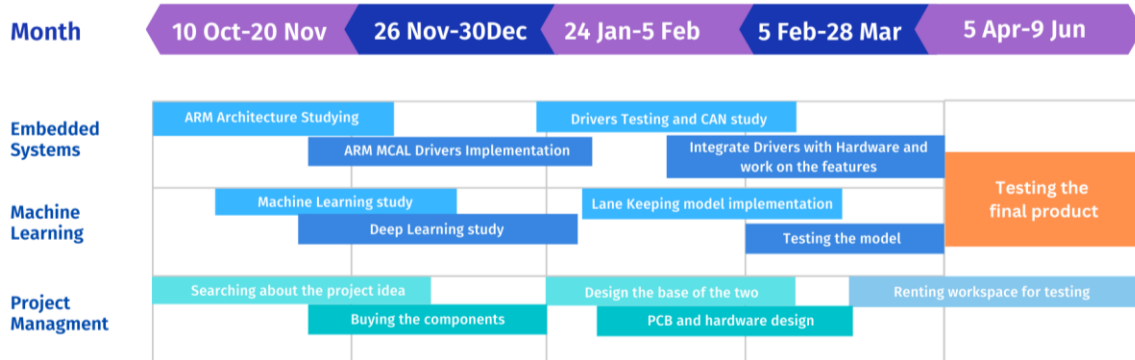 Month
10 Oct-20 Nov
26 Nov-30Dec
24 Jan-5 Feb
5 Feb-28 Mar
5 Apr-9 Jun
Embedded
Systems
ARM Architecture Studying
Drivers Testing and CAN study
ARM MCAL Drivers Implementation
Integrate Drivers with Hardware and
work on the features
Testing the
final product
Machine
Learning
Machine Learning study
Lane Keeping model implementation
Deep Learning study
Testing the model
Project
Managment
Searching about the project idea
Design the base of the two
Renting workspace for testing
Buying the components
PCB and hardware design